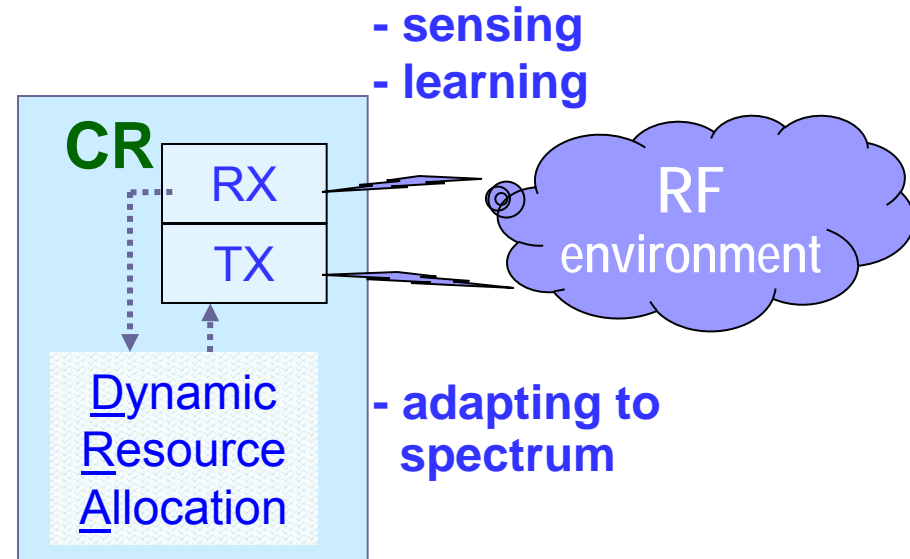 - sensing
- learning
CR
RX
TX
RF
environment
Dynamic
Resource
Allocation
- adapting to
spectrum